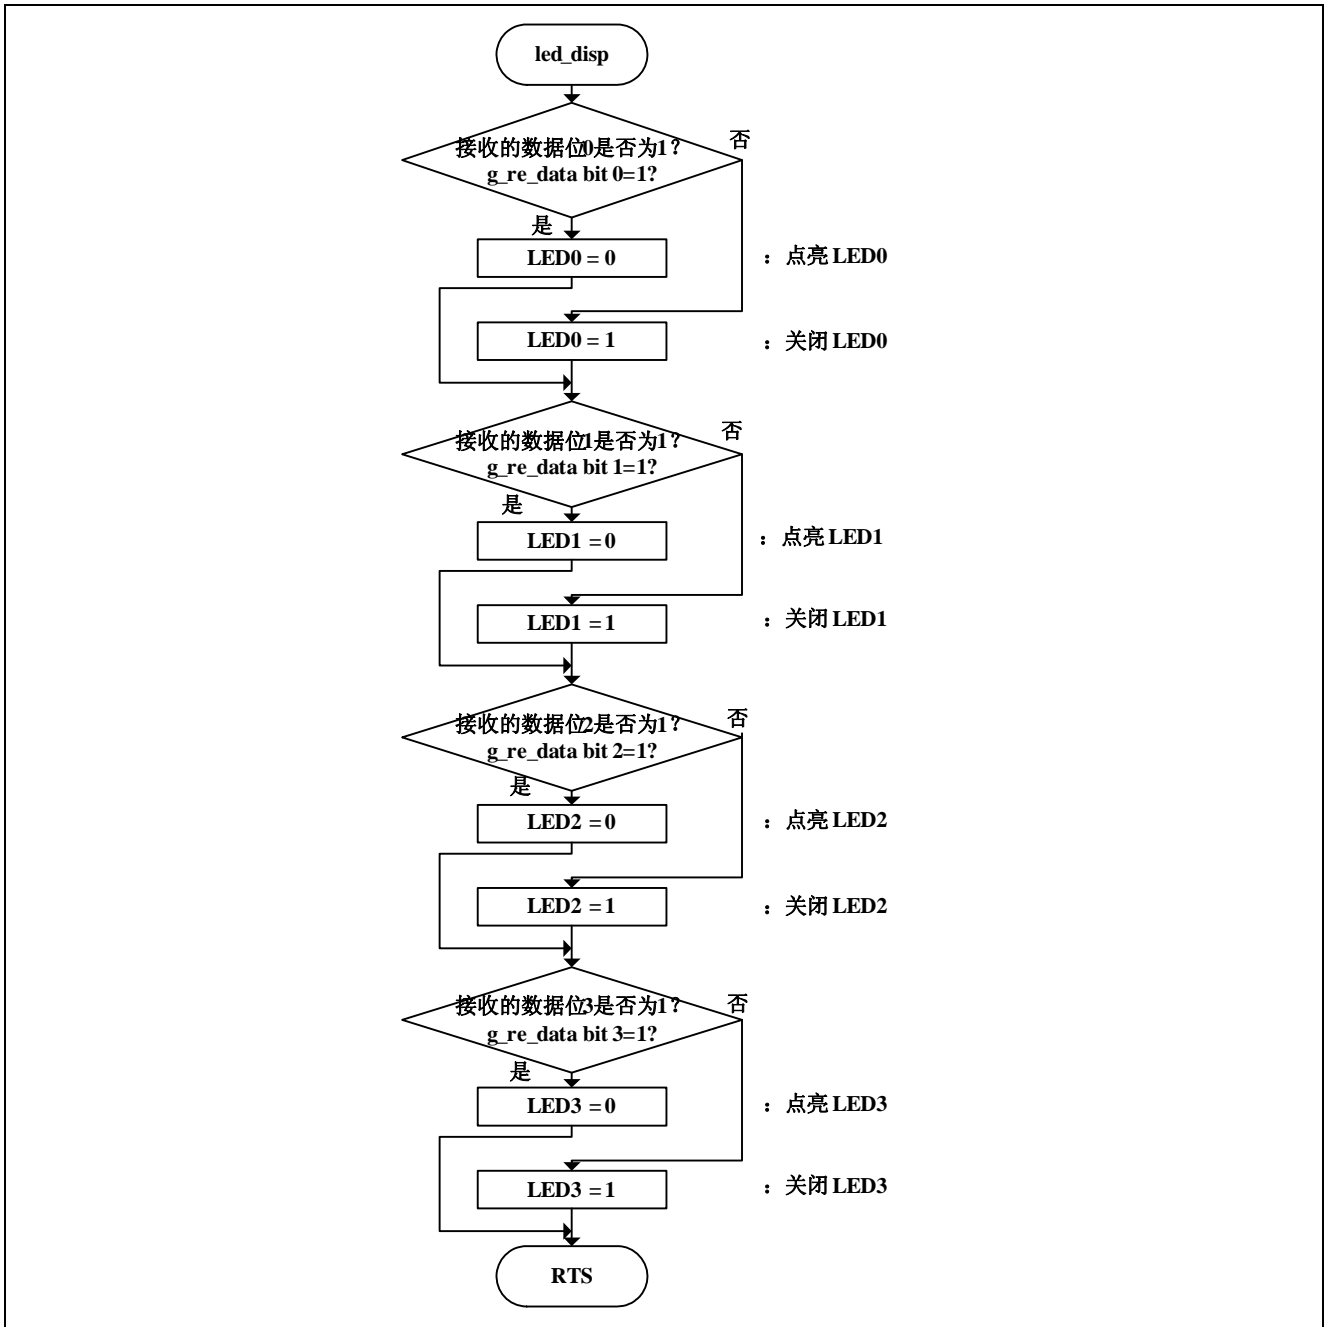 led_disp
接收的数据位0是否为1?
g_re_data bit 0=1?
否
是
LED0 = 0
：点亮 LED0
LED0 = 1
：关闭 LED0
接收的数据位1是否为1?
g_re_data bit 1=1?
否
是
LED1 = 0
：点亮 LED1
LED1 = 1
：关闭 LED1
接收的数据位2是否为1?
g_re_data bit 2=1?
否
是
LED2 = 0
：点亮 LED2
LED2 = 1
：关闭 LED2
接收的数据位3是否为1?
g_re_data bit 3=1?
否
是
LED3 = 0
：点亮 LED3
LED3 = 1
：关闭 LED3
RTS